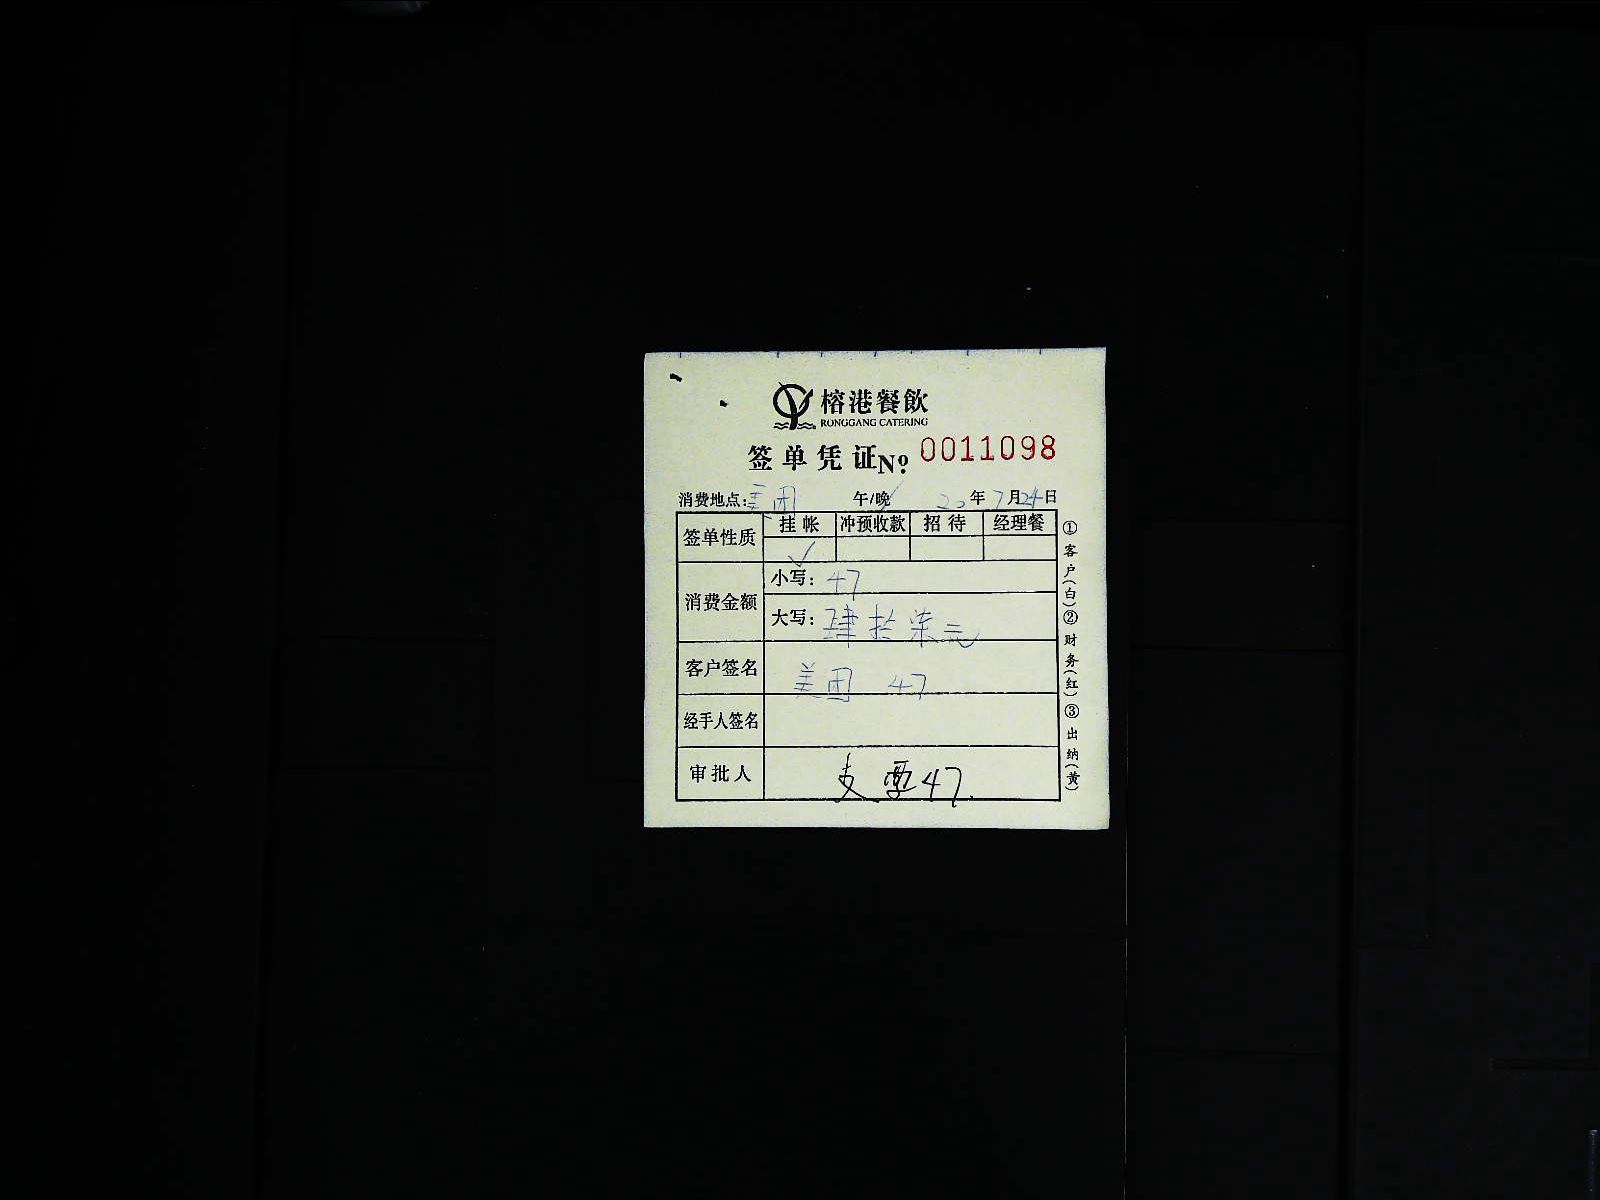 榕港餐飲
RONGGANG CATERING
签单凭证 Nº 0011098
消费地点:美团 午/晚✓ 20年7月24日
签单性质 挂帐 冲预收款 招待 经理餐
✓
消费金额 小写: 47
大写: 肆拾柒元
客户签名 美团 47
经手人签名
审批人 支票47.
①客户(白)②财务(红)③出纳(黄)